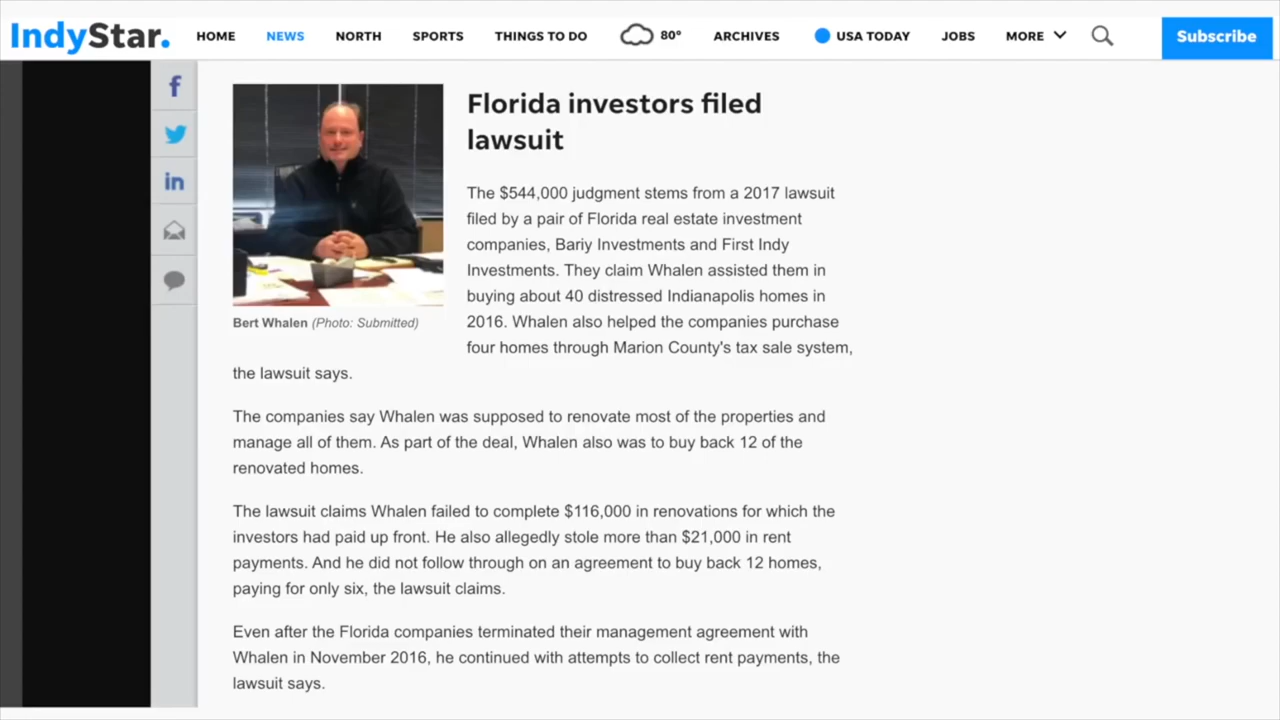 IndyStar.
HOME NEWS NORTH SPORTS THINGS TO DO 80° ARCHIVES USA TODAY JOBS MORE
Subscribe
f
in
Bert Whalen (Photo: Submitted)
Florida investors filed
lawsuit
The $544,000 judgment stems from a 2017 lawsuit
filed by a pair of Florida real estate investment
companies, Bariy Investments and First Indy
Investments. They claim Whalen assisted them in
buying about 40 distressed Indianapolis homes in
2016. Whalen also helped the companies purchase
four homes through Marion County's tax sale system,
the lawsuit says.
The companies say Whalen was supposed to renovate most of the properties and
manage all of them. As part of the deal, Whalen also was to buy back 12 of the
renovated homes.
The lawsuit claims Whalen failed to complete $116,000 in renovations for which the
investors had paid up front. He also allegedly stole more than $21,000 in rent
payments. And he did not follow through on an agreement to buy back 12 homes,
paying for only six, the lawsuit claims.
Even after the Florida companies terminated their management agreement with
Whalen in November 2016, he continued with attempts to collect rent payments, the
lawsuit says.